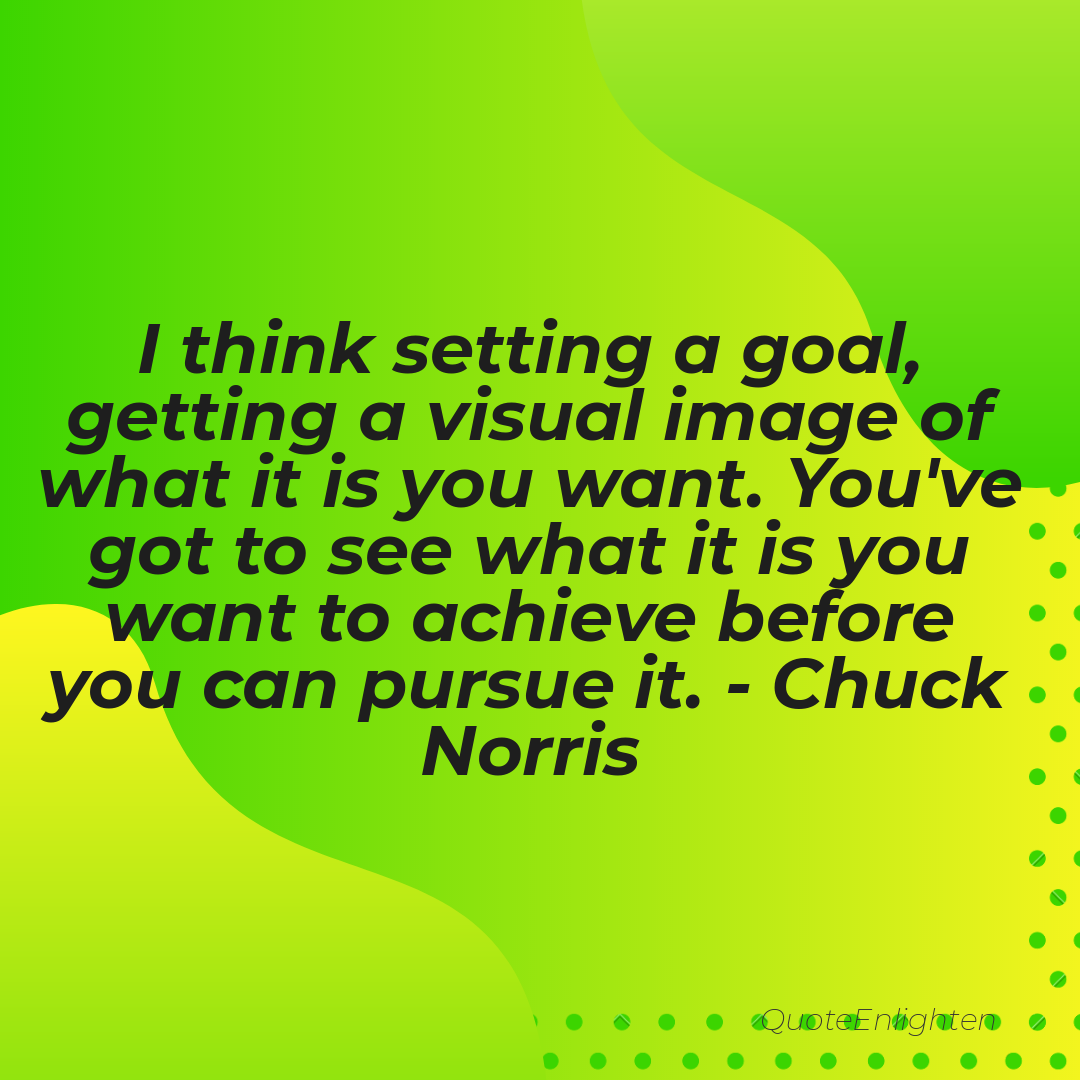 I think setting a goal,
getting a visual image of
what it is you want. You've
got to see what it is you
want to achieve before
you can pursue it. - Chuck
Norris
QuoteEnlighten